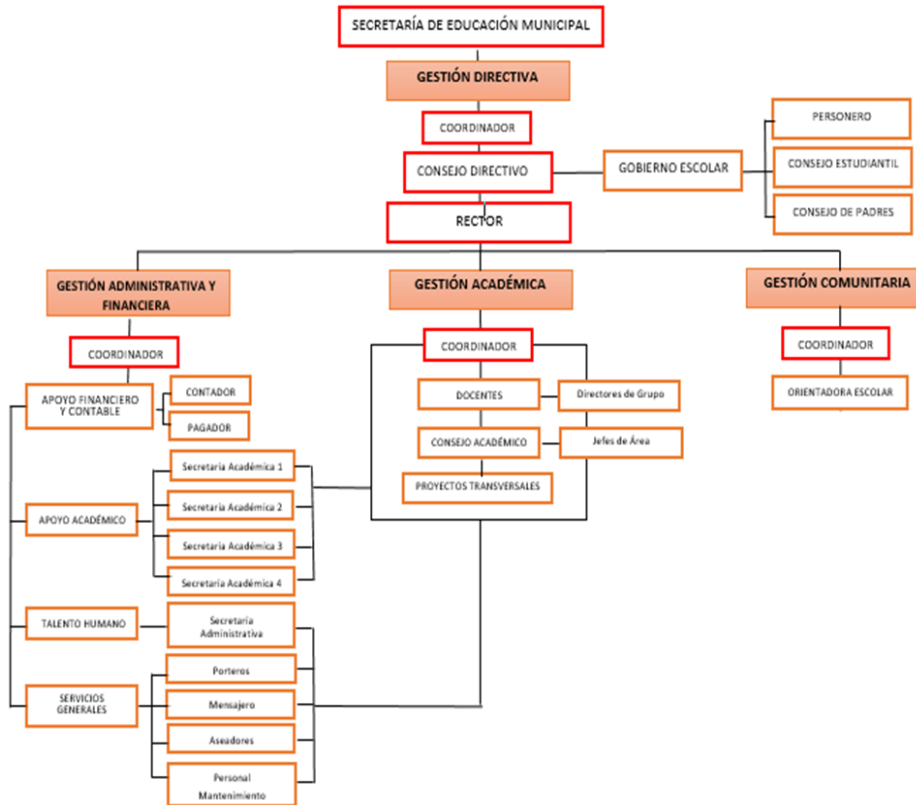 SECRETARÍA DE EDUCACIÓN MUNICIPAL
GESTIÓN DIRECTIVA
COORDINADOR
CONSEJO DIRECTIVO
GOBIERNO ESCOLAR
PERSONERO
CONSEJO ESTUDIANTIL
CONSEJO DE PADRES
RECTOR
GESTIÓN ADMINISTRATIVA Y
FINANCIERA
COORDINADOR
APOYO FINANCIERO
Y CONTABLE
CONTADOR
PAGADOR
APOYO ACADÉMICO
Secretaria Académica 1
Secretaria Académica 2
Secretaria Académica 3
Secretaria Académica 4
TALENTO HUMANO
Secretaria
Administrativa
SERVICIOS
GENERALES
Porteros
Mensajero
Aseadores
Personal
Mantenimiento
GESTIÓN ACADÉMICA
COORDINADOR
DOCENTES
Directores de Grupo
CONSEJO ACADÉMICO
Jefes de Área
PROYECTOS TRANSVERSALES
GESTIÓN COMUNITARIA
COORDINADOR
ORIENTADORA ESCOLAR